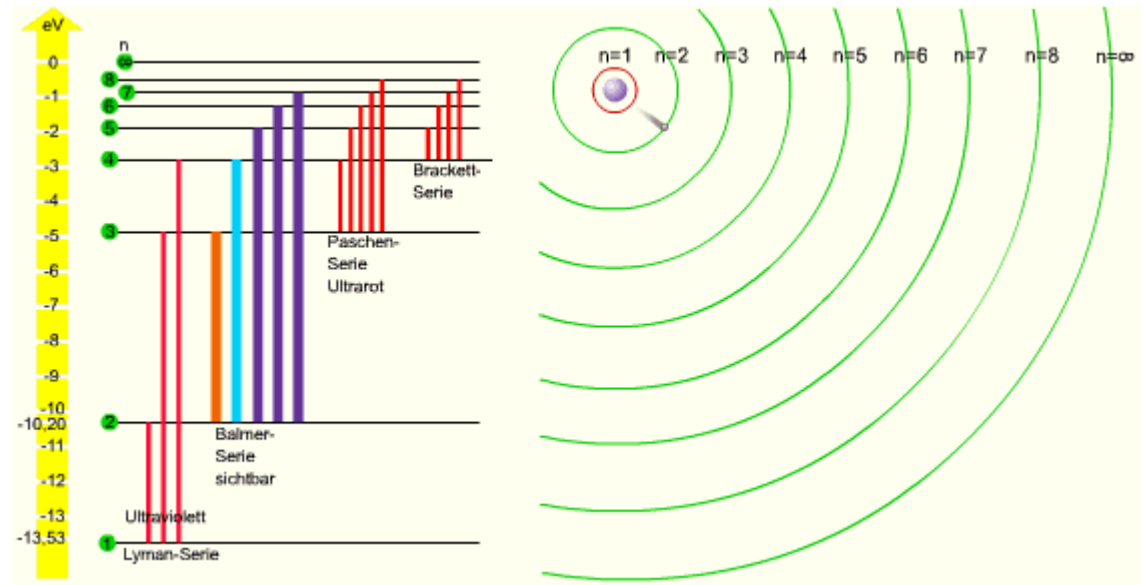 eV
n
∞
8
7
6
5
4
3
2
1
0
-1
-2
-3
-4
-5
-6
-7
-8
-9
-10
-10,20
-11
-12
-13
-13,53
Brackett-
Serie
Paschen-
Serie
Ultrarot
Balmer-
Serie
sichtbar
Ultraviolett
Lyman-Serie
n=1 n=2 n=3 n=4 n=5 n=6 n=7 n=8 n=∞